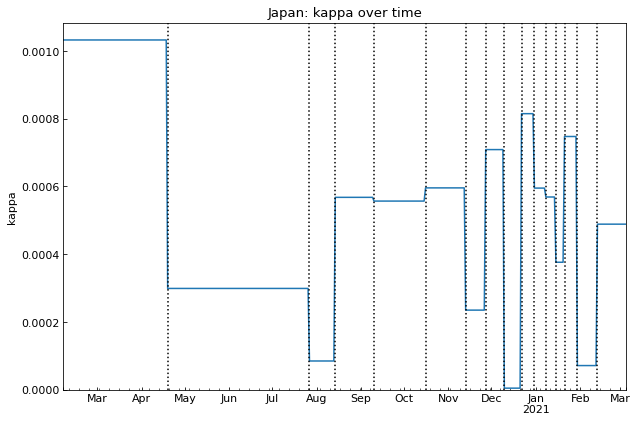 Japan: kappa over time
kappa
0.0010
0.0008
0.0006
0.0004
0.0002
0.0000
Mar Apr May Jun Jul Aug Sep Oct Nov Dec Jan Feb Mar
2021